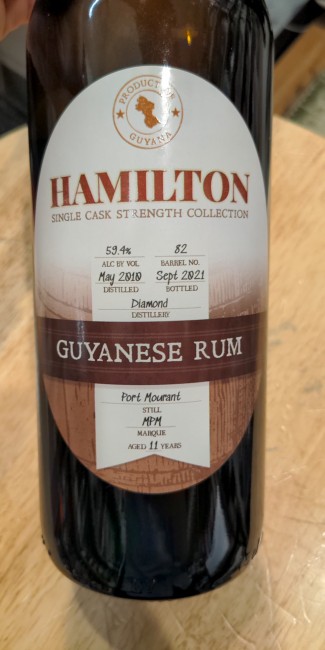 PRODUCT OF
GUYANA
HAMILTON
SINGLE CASK STRENGTH COLLECTION
59.4% 82
ALC BY VOL BARREL NO.
May 2010 Sept 2021
DISTILLED BOTTLED
Diamond
DISTILLERY
GUYANESE RUM
Port Mourant
STILL
MPM
MARQUE
AGED 11 YEARS